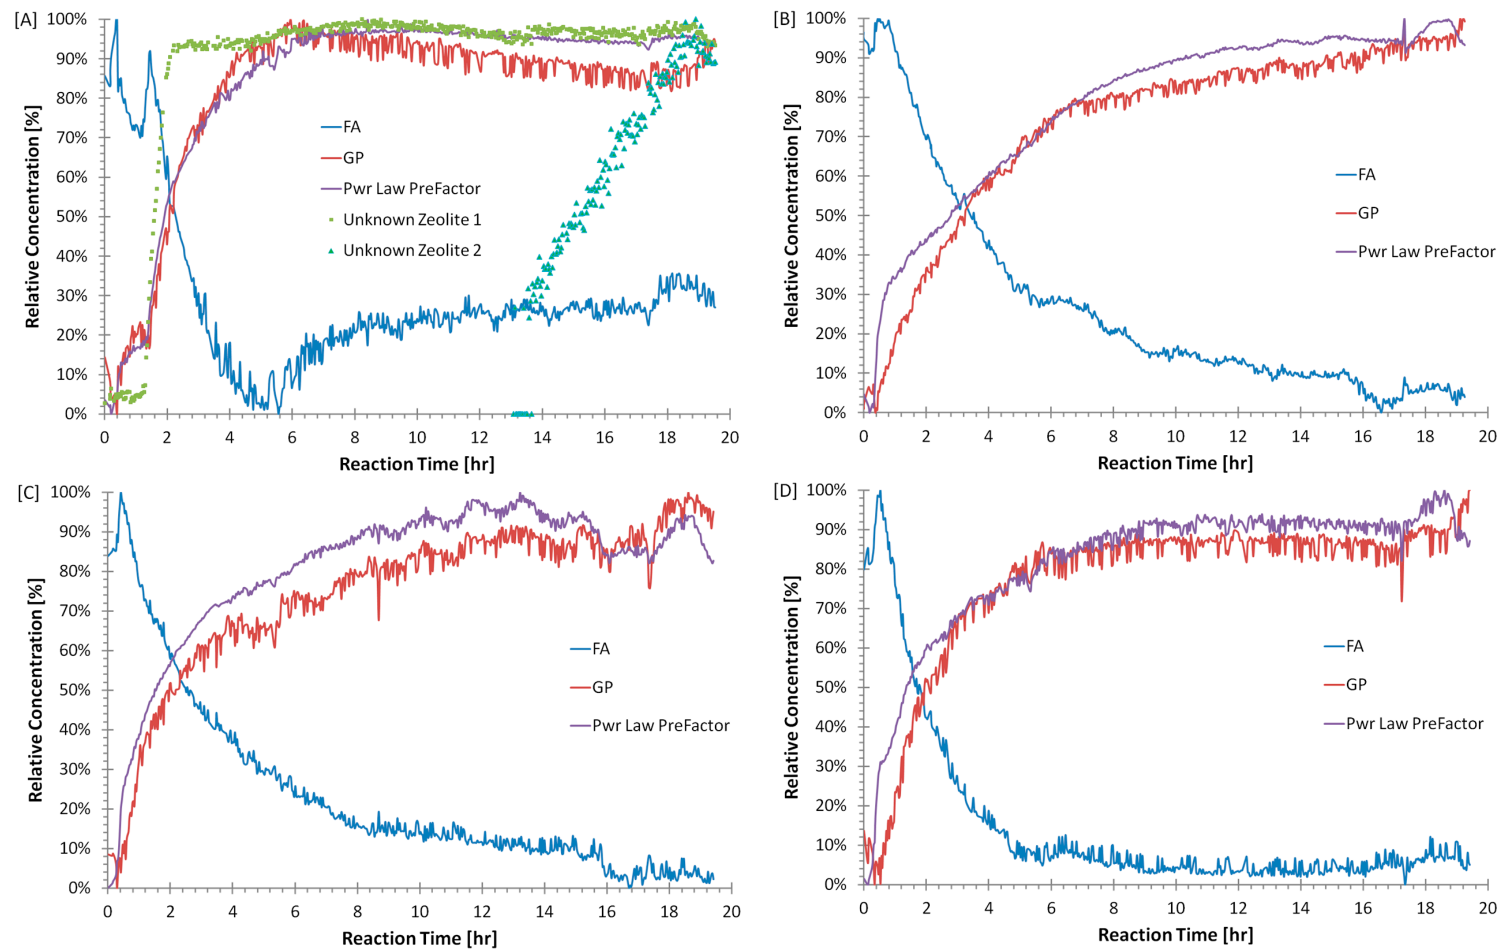 [A]
100%
90%
80%
70%
60%
50%
40%
30%
20%
10%
0%
Relative Concentration [%]
FA
GP
Pwr Law PreFactor
Unknown Zeolite 1
Unknown Zeolite 2
0 2 4 6 8 10 12 14 16 18 20
Reaction Time [hr]
[B]
100%
90%
80%
70%
60%
50%
40%
30%
20%
10%
0%
Relative Concentration [%]
FA
GP
Pwr Law PreFactor
0 2 4 6 8 10 12 14 16 18 20
Reaction Time [hr]
[C]
100%
90%
80%
70%
60%
50%
40%
30%
20%
10%
0%
Relative Concentration [%]
FA
GP
Pwr Law PreFactor
0 2 4 6 8 10 12 14 16 18 20
Reaction Time [hr]
[D]
100%
90%
80%
70%
60%
50%
40%
30%
20%
10%
0%
Relative Concentration [%]
FA
GP
Pwr Law PreFactor
0 2 4 6 8 10 12 14 16 18 20
Reaction Time [hr]